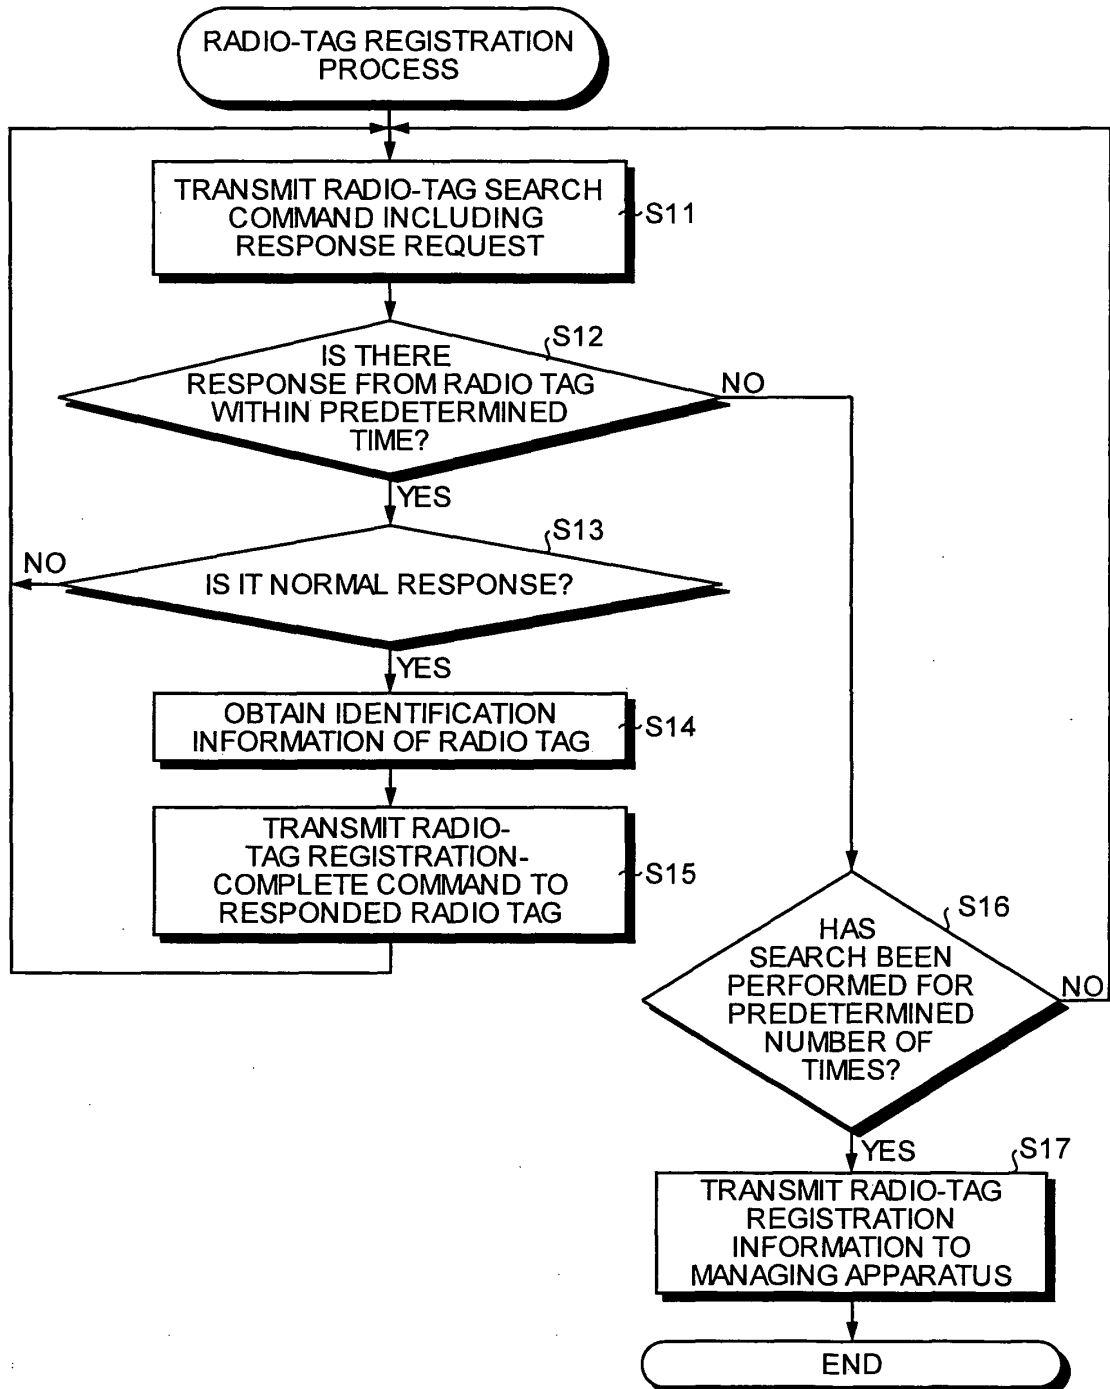 RADIO-TAG REGISTRATION
PROCESS
TRANSMIT RADIO-TAG SEARCH
COMMAND INCLUDING
RESPONSE REQUEST
S11
S12
IS THERE
RESPONSE FROM RADIO TAG
WITHIN PREDETERMINED
TIME?
NO
YES
S13
NO
IS IT NORMAL RESPONSE?
YES
OBTAIN IDENTIFICATION
INFORMATION OF RADIO TAG
S14
TRANSMIT RADIO-
TAG REGISTRATION-
COMPLETE COMMAND TO
RESPONDED RADIO TAG
S15
S16
HAS
SEARCH BEEN
PERFORMED FOR
PREDETERMINED
NUMBER OF
TIMES?
NO
YES
S17
TRANSMIT RADIO-TAG
REGISTRATION
INFORMATION TO
MANAGING APPARATUS
END